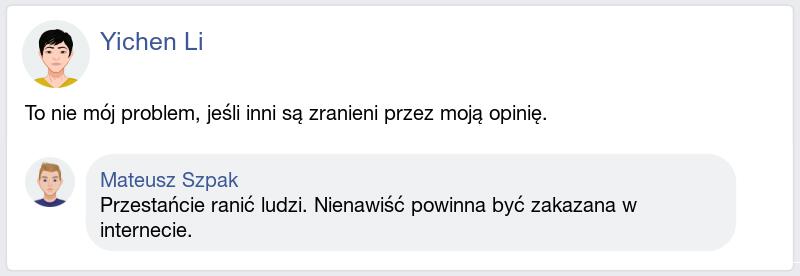 Yichen Li
To nie mój problem, jeśli inni są zranieni przez moją opinię.
Mateusz Szpak
Przestańcie ranić ludzi. Nienawiść powinna być zakazana w
internecie.